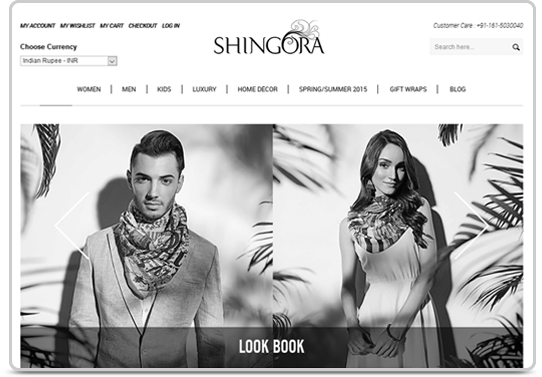 MY ACCOUNT MY WISHLIST MY CART CHECKOUT LOG IN
Customer Care : +91-161-5030040
Choose Currency
Indian Rupee - INR
SHINGORA
Search here...
WOMEN | MEN | KIDS | LUXURY | HOME DECOR | SPRING/SUMMER 2015 | GIFT WRAPS | BLOG
LOOK BOOK